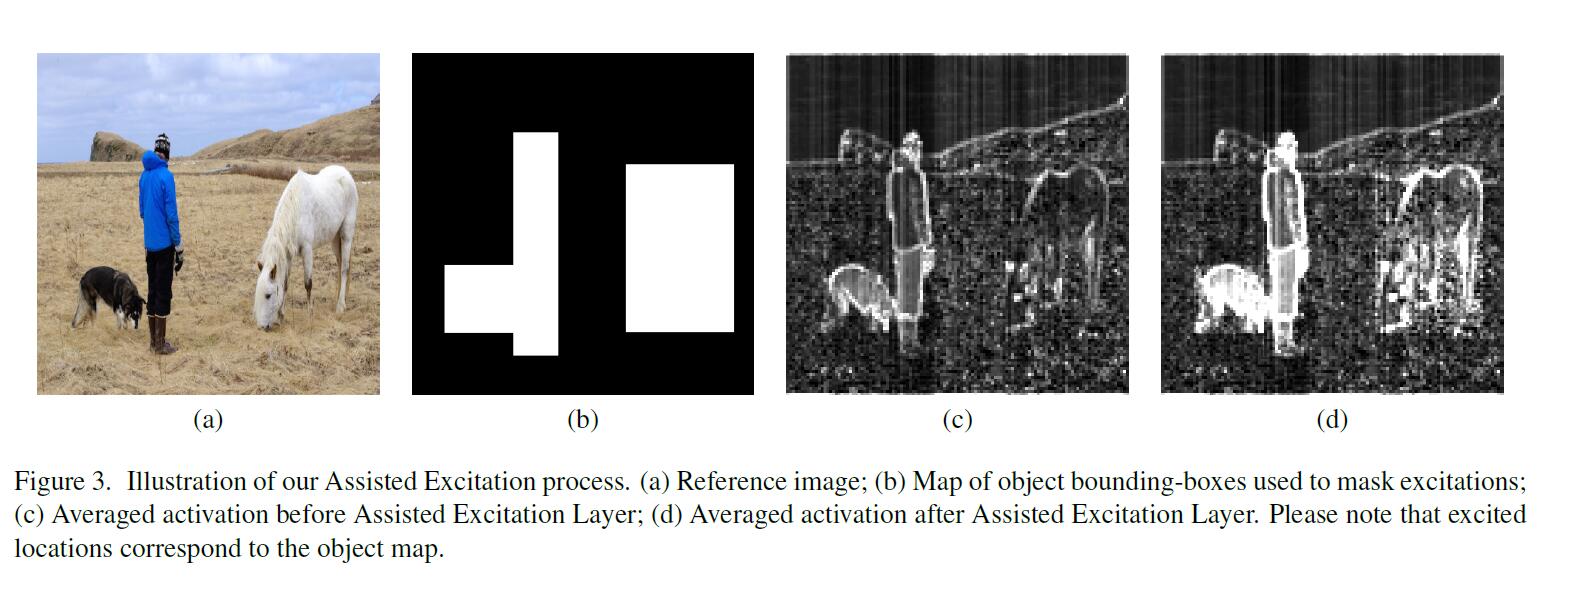 (a)
(b)
(c)
(d)
Figure 3. Illustration of our Assisted Excitation process. (a) Reference image; (b) Map of object bounding-boxes used to mask excitations;
(c) Averaged activation before Assisted Excitation Layer; (d) Averaged activation after Assisted Excitation Layer. Please note that excited
locations correspond to the object map.